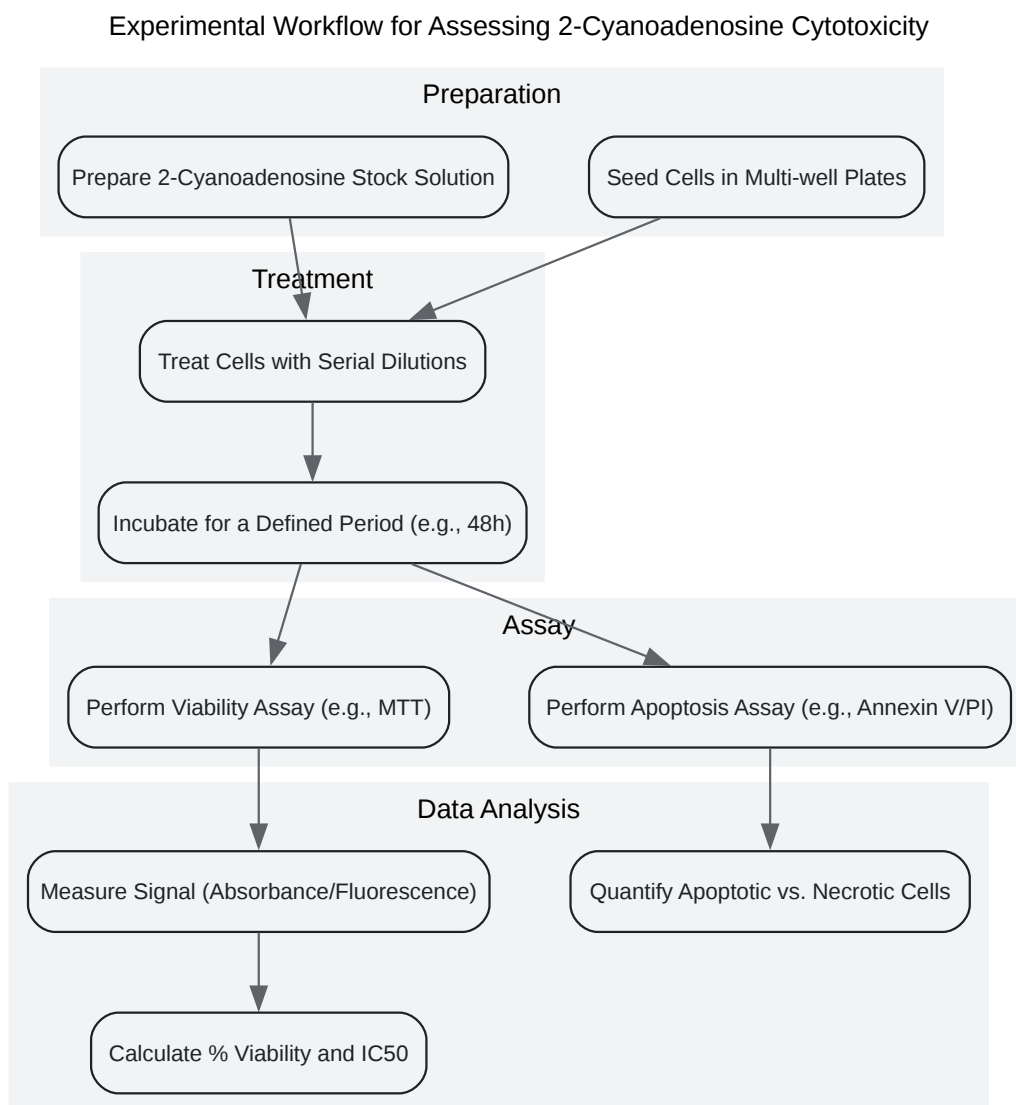 Experimental Workflow for Assessing 2-Cyanoadenosine Cytotoxicity
Preparation
Prepare 2-Cyanoadenosine Stock Solution
Seed Cells in Multi-well Plates
Treatment
Treat Cells with Serial Dilutions
Incubate for a Defined Period (e.g., 48h)
Assay
Perform Viability Assay (e.g., MTT)
Perform Apoptosis Assay (e.g., Annexin V/PI)
Data Analysis
Measure Signal (Absorbance/Fluorescence)
Quantify Apoptotic vs. Necrotic Cells
Calculate % Viability and IC50